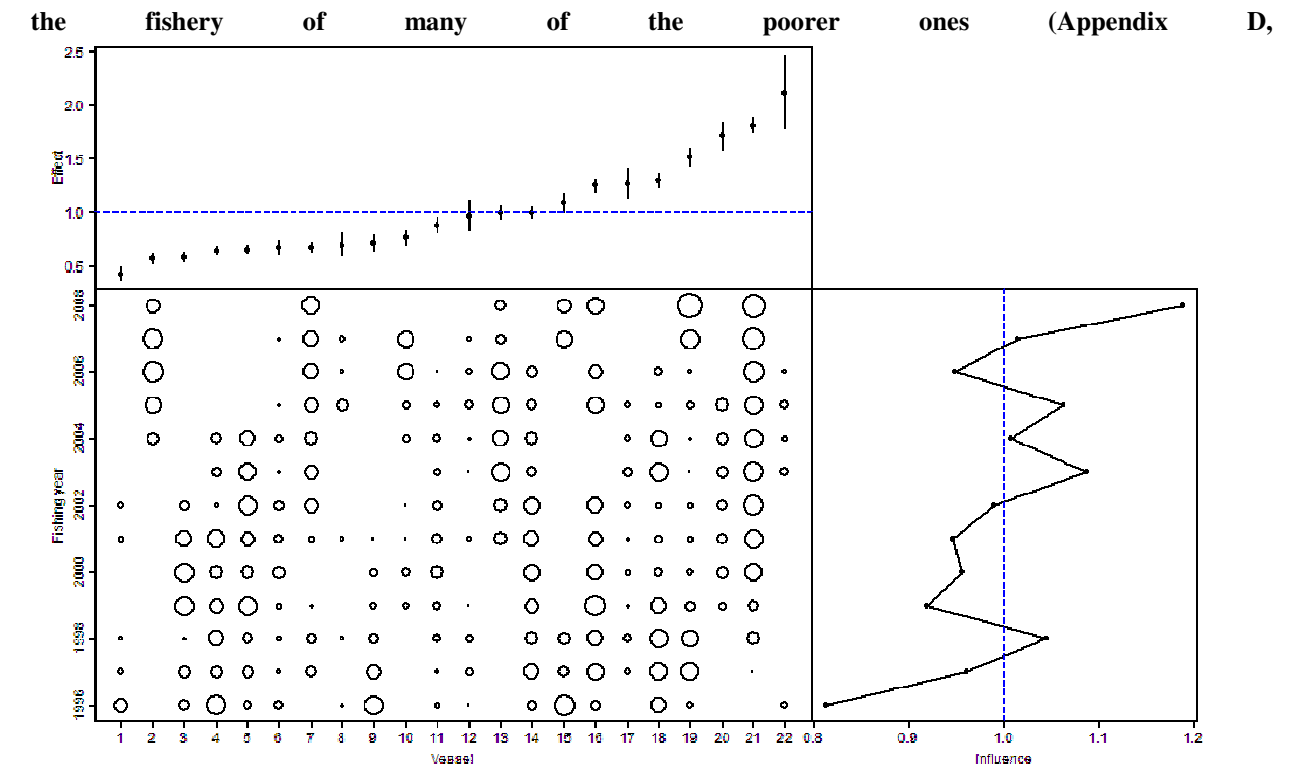 the fishery of many of the poorer ones (Appendix D,
2.5
2.0
1.5
1.0
0.5
Effect
2008
2006
2004
2002
2000
1998
1996
Fishing year
1 2 3 4 5 6 7 8 9 10 11 12 13 14 15 16 17 18 19 20 21 22
Vessel
0.8 0.9 1.0 1.1 1.2
Influence